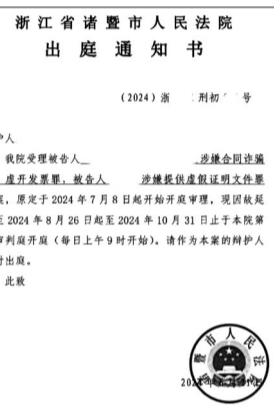 浙江省诸暨市人民法院
出庭通知书
(2024)浙 刑初 号
护人
我院受理被告人 涉嫌合同诈骗
虚开发票罪,被告人 涉嫌提供虚假证明文件罪
,原定于2024年7月8日起开始开庭审理,现因故延
至2024年8月26日起至2024年10月31日止于本院第
审判庭开庭(每日上午9时开始)。请作为本案的辩护人
出庭。
此致
诸暨市人民法院